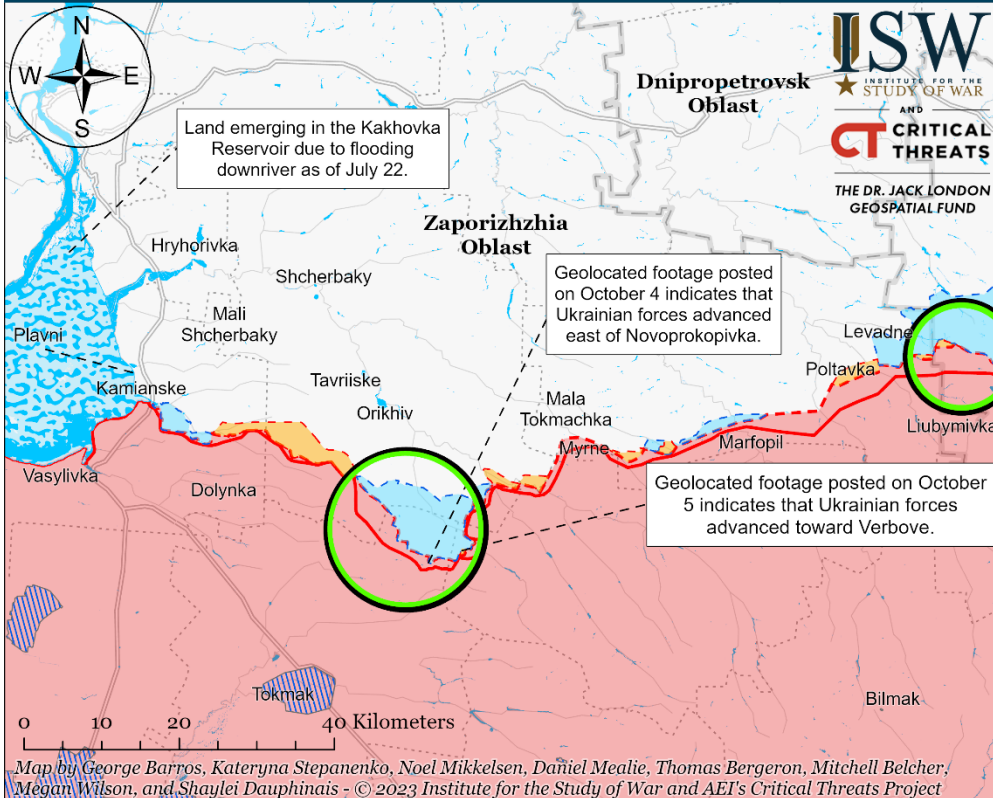 N
W
E
S
ISW
INSTITUTE FOR THE
STUDY OF WAR
AND
CT CRITICAL
THREATS
THE DR. JACK LONDON
GEOSPATIAL FUND
Dnipropetrovsk
Oblast
Land emerging in the Kakhovka
Reservoir due to flooding
downriver as of July 22.
Zaporizhzhia
Oblast
Hryhorivka
Shcherbaky
Geolocated footage posted
on October 4 indicates that
Ukrainian forces advanced
east of Novoprokopivka.
Mali
Shcherbaky
Plavni
Levadne
Kamianske
Tavriiske
Poltavka
Orikhiv
Mala
Tokmachka
Liubymivka
Myrne
Marfopil
Vasylivka
Dolynka
Geolocated footage posted on October
5 indicates that Ukrainian forces
advanced toward Verbove.
Tokmak
Bilmak
0 10 20 40 Kilometers
Map by George Barros, Kateryna Stepanenko, Noel Mikkelsen, Daniel Mealie, Thomas Bergeron, Mitchell Belcher,
Megan Wilson, and Shaylei Dauphinais - © 2023 Institute for the Study of War and AEI's Critical Threats Project